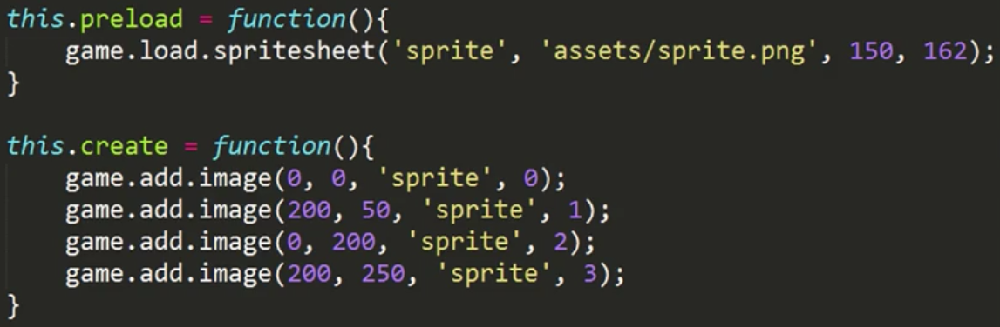 this.preload = function(){
    game.load.spritesheet('sprite', 'assets/sprite.png', 150, 162);
}

this.create = function(){
    game.add.image(0, 0, 'sprite', 0);
    game.add.image(200, 50, 'sprite', 1);
    game.add.image(0, 200, 'sprite', 2);
    game.add.image(200, 250, 'sprite', 3);
}